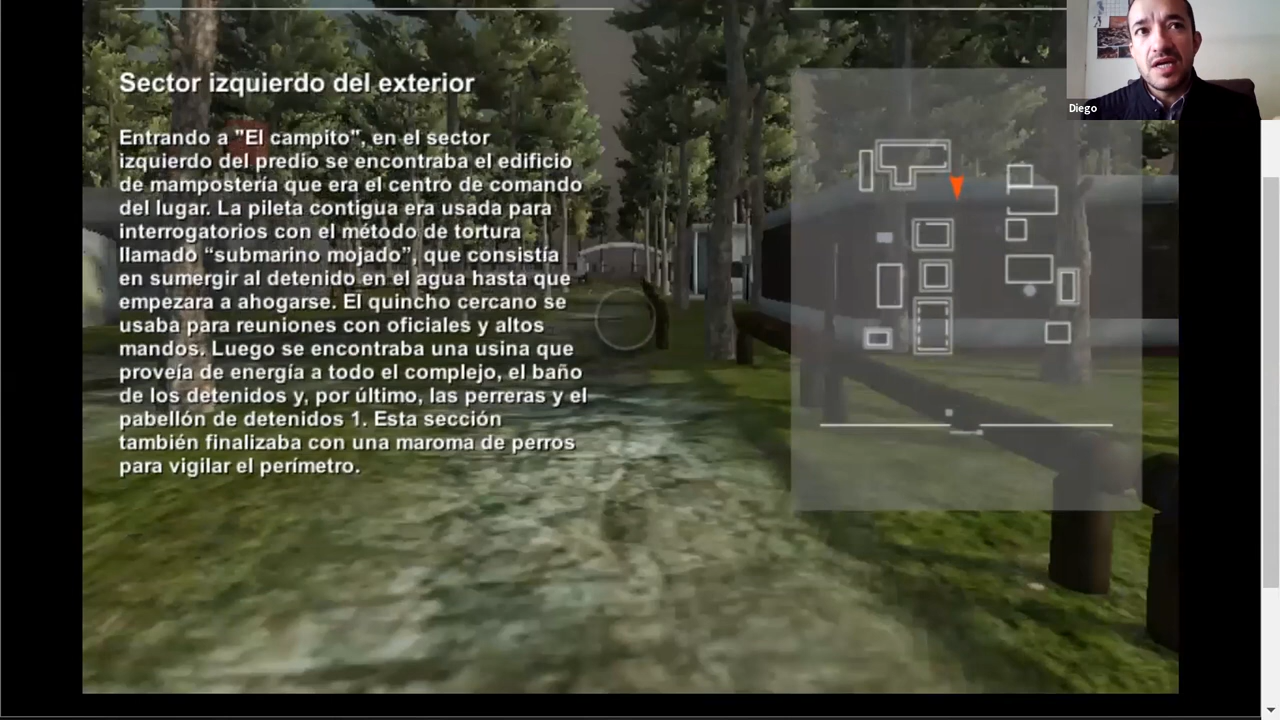 Sector izquierdo del exterior
Entrando a "El campito", en el sector
izquierdo del predio se encontraba el edificio
de mampostería que era el centro de comando
del lugar. La pileta contigua era usada para
interrogatorios con el método de tortura
llamado “submarino mojado”, que consistía
en sumergir al detenido en el agua hasta que
empezara a ahogarse. El quincho cercano se
usaba para reuniones con oficiales y altos
mandos. Luego se encontraba una usina que
proveía de energía a todo el complejo, el baño
de los detenidos y, por último, las perreras y el
pabellón de detenidos 1. Esta sección
también finalizaba con una maroma de perros
para vigilar el perímetro.
Diego